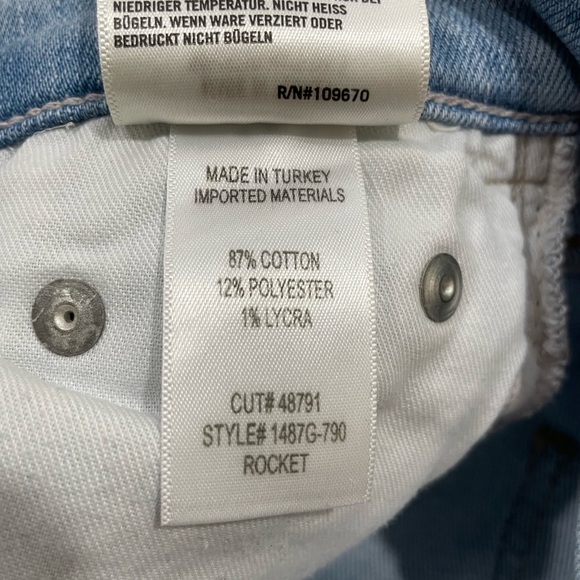 NIEDRIGER TEMPERATUR. NICHT HEISS
BÜGELN. WENN WARE VERZIERT ODER
BEDRUCKT NICHT BÜGELN
R/N#109670
MADE IN TURKEY
IMPORTED MATERIALS
87% COTTON
12% POLYESTER
1% LYCRA
CUT# 48791
STYLE# 1487G-790
ROCKET